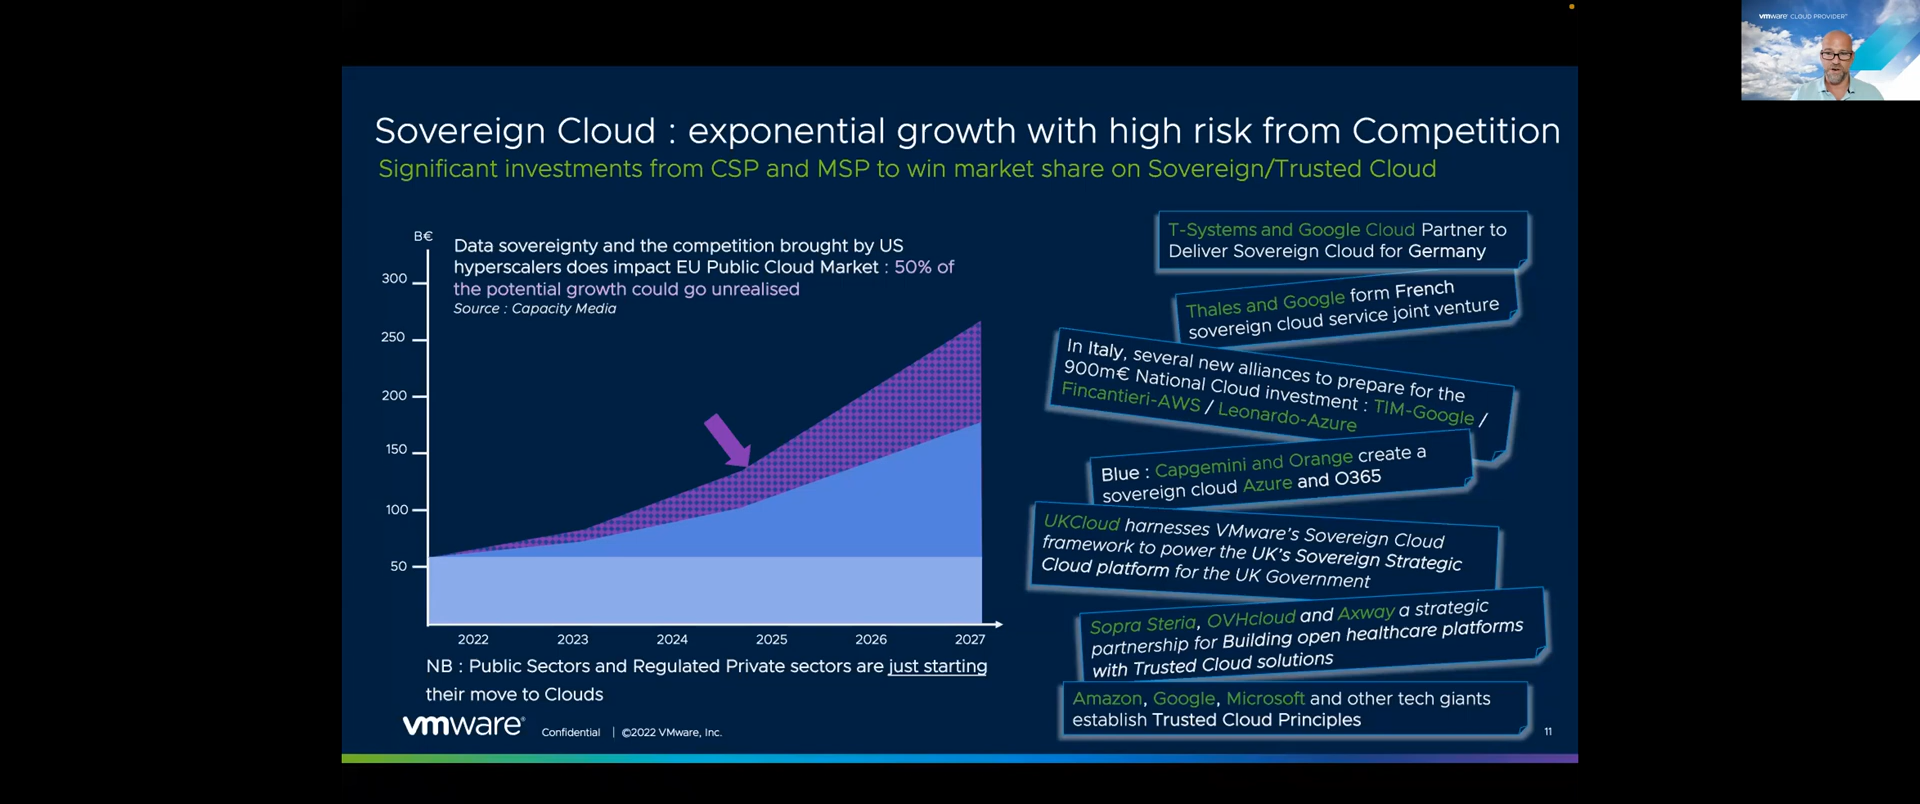 vmware CLOUD PROVIDER™
Sovereign Cloud : exponential growth with high risk from Competition
Significant investments from CSP and MSP to win market share on Sovereign/Trusted Cloud
B€
300
250
200
150
100
50
2022 2023 2024 2025 2026 2027
Data sovereignty and the competition brought by US
hyperscalers does impact EU Public Cloud Market : 50% of
the potential growth could go unrealised
Source : Capacity Media
NB : Public Sectors and Regulated Private sectors are just starting
their move to Clouds
T-Systems and Google Cloud Partner to
Deliver Sovereign Cloud for Germany
Thales and Google form French
sovereign cloud service joint venture
In Italy, several new alliances to prepare for the
900m€ National Cloud investment : TIM-Google /
Fincantieri-AWS / Leonardo-Azure
Blue : Capgemini and Orange create a
sovereign cloud Azure and O365
UKCloud harnesses VMware's Sovereign Cloud
framework to power the UK's Sovereign Strategic
Cloud platform for the UK Government
Sopra Steria, OVHcloud and Axway a strategic
partnership for Building open healthcare platforms
with Trusted Cloud solutions
Amazon, Google, Microsoft and other tech giants
establish Trusted Cloud Principles
vmware® Confidential | ©2022 VMware, Inc.
11